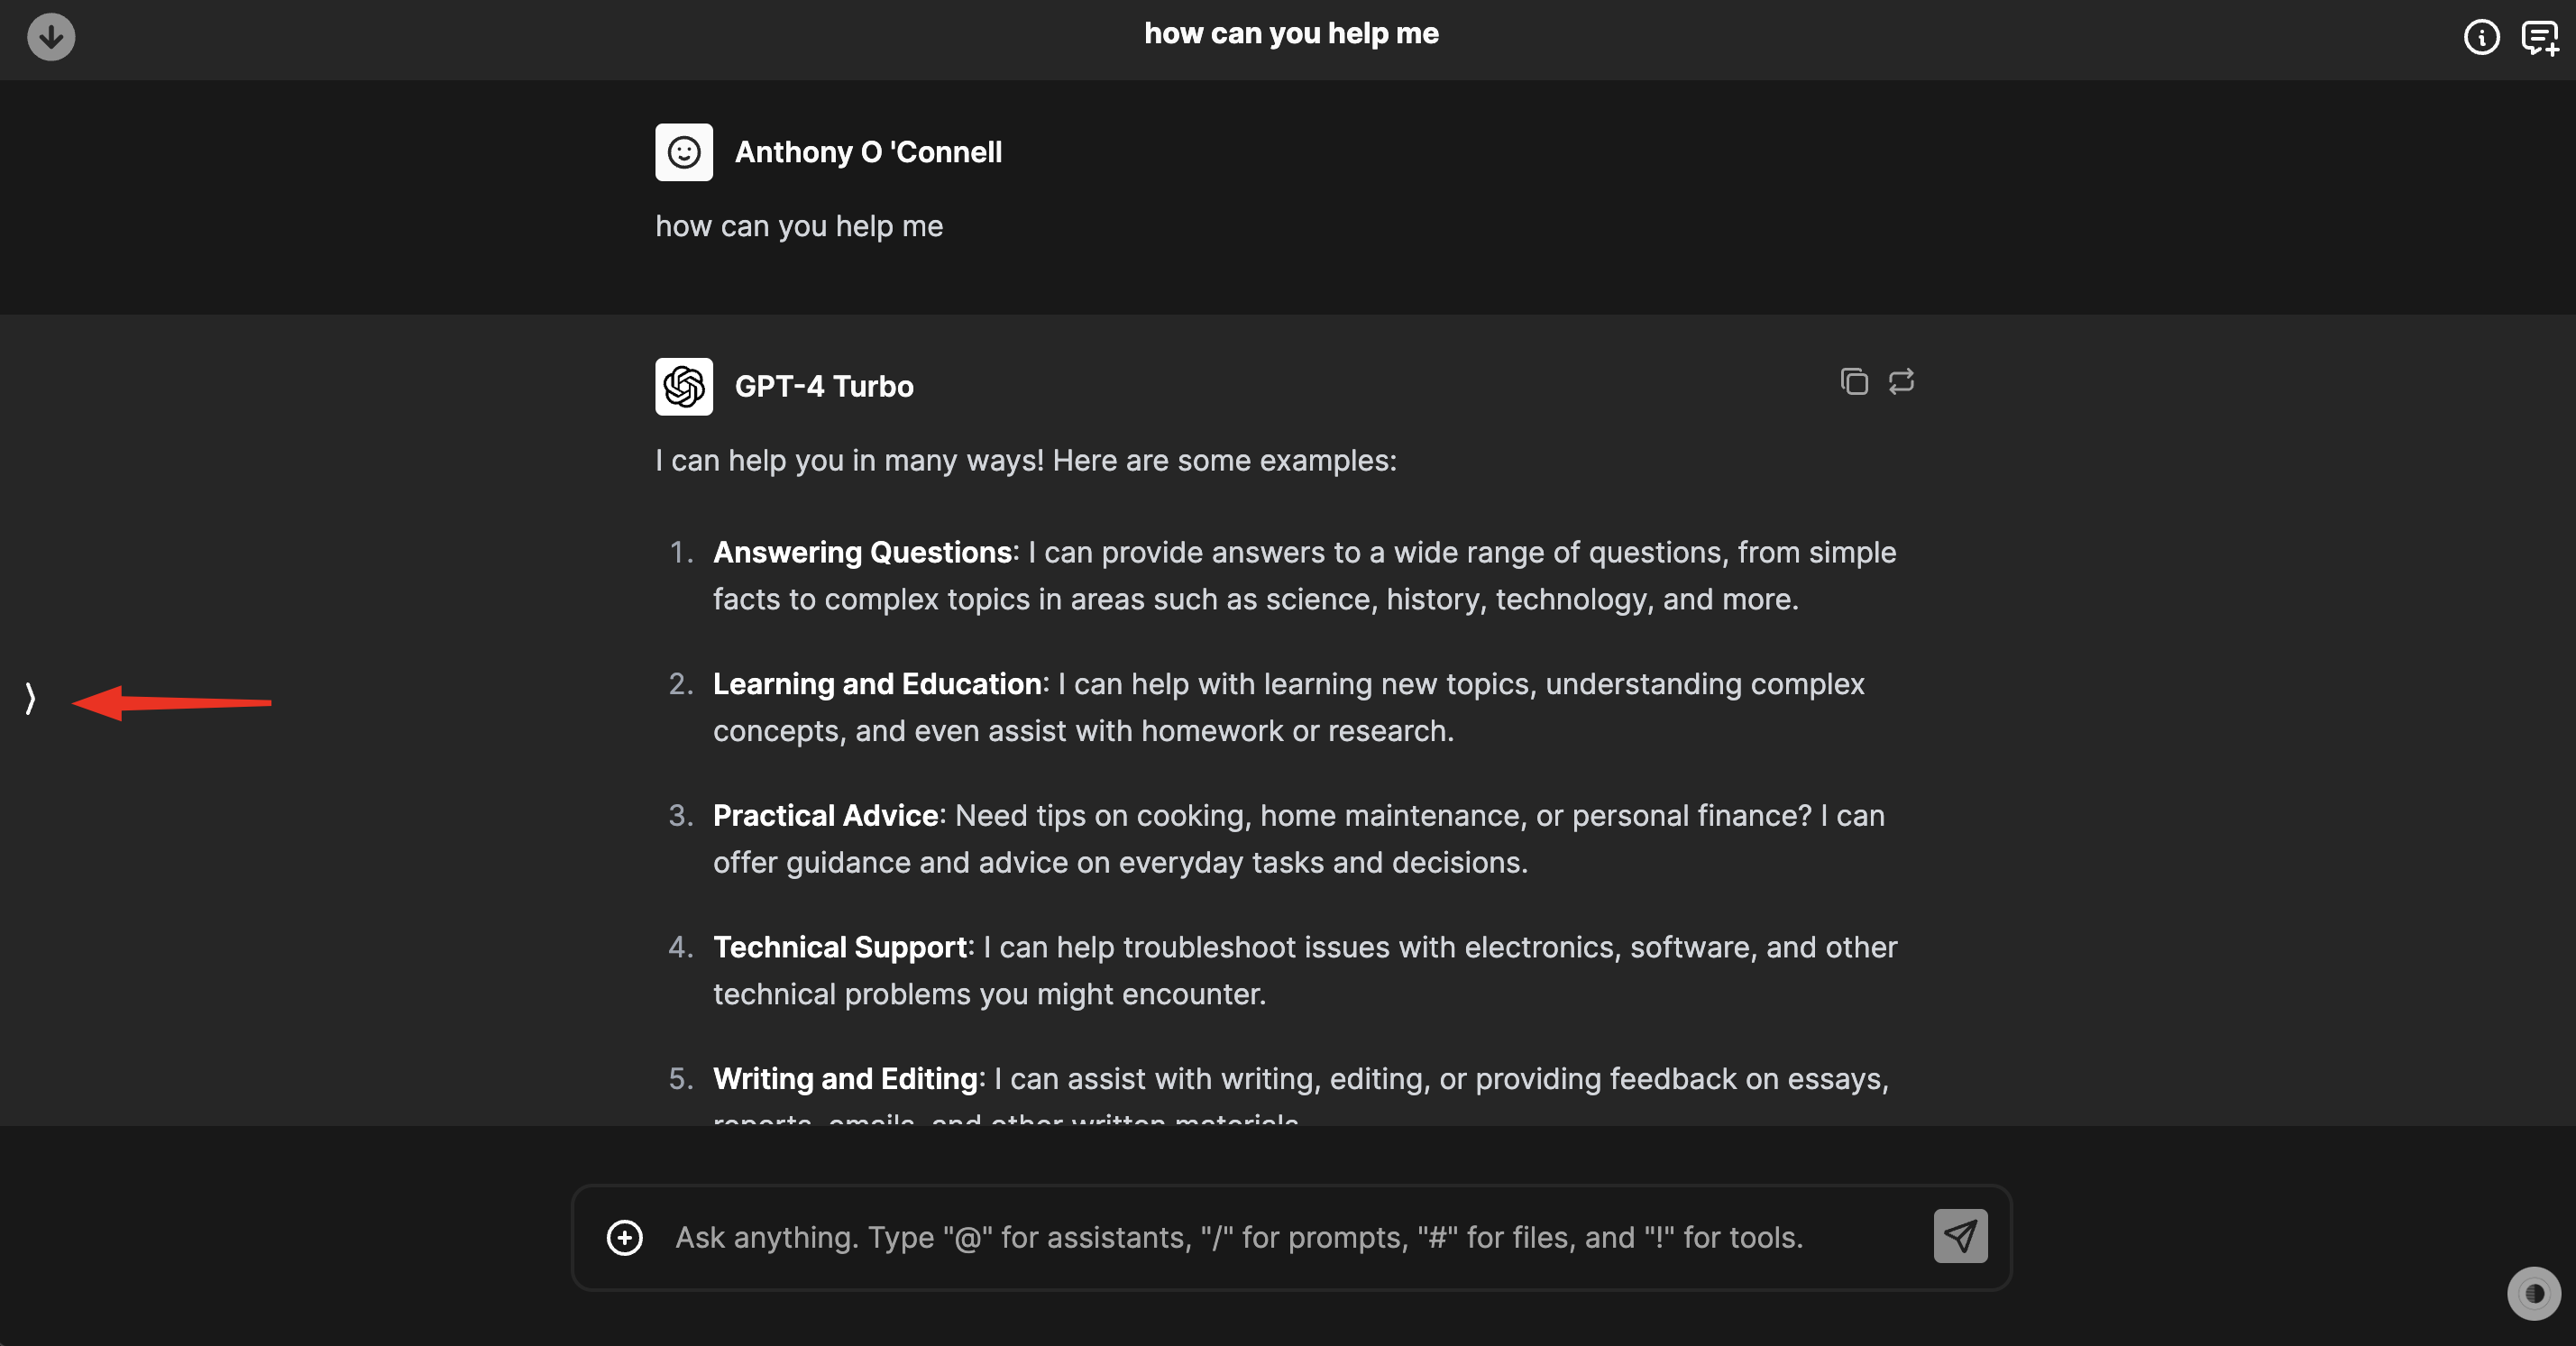 how can you help me
Anthony O 'Connell
how can you help me
GPT-4 Turbo
I can help you in many ways! Here are some examples:
1. Answering Questions: I can provide answers to a wide range of questions, from simple
facts to complex topics in areas such as science, history, technology, and more.
2. Learning and Education: I can help with learning new topics, understanding complex
concepts, and even assist with homework or research.
3. Practical Advice: Need tips on cooking, home maintenance, or personal finance? I can
offer guidance and advice on everyday tasks and decisions.
4. Technical Support: I can help troubleshoot issues with electronics, software, and other
technical problems you might encounter.
5. Writing and Editing: I can assist with writing, editing, or providing feedback on essays,
reports, emails, and other written materials.
Ask anything. Type "@" for assistants, "/" for prompts, "#" for files, and "!" for tools.